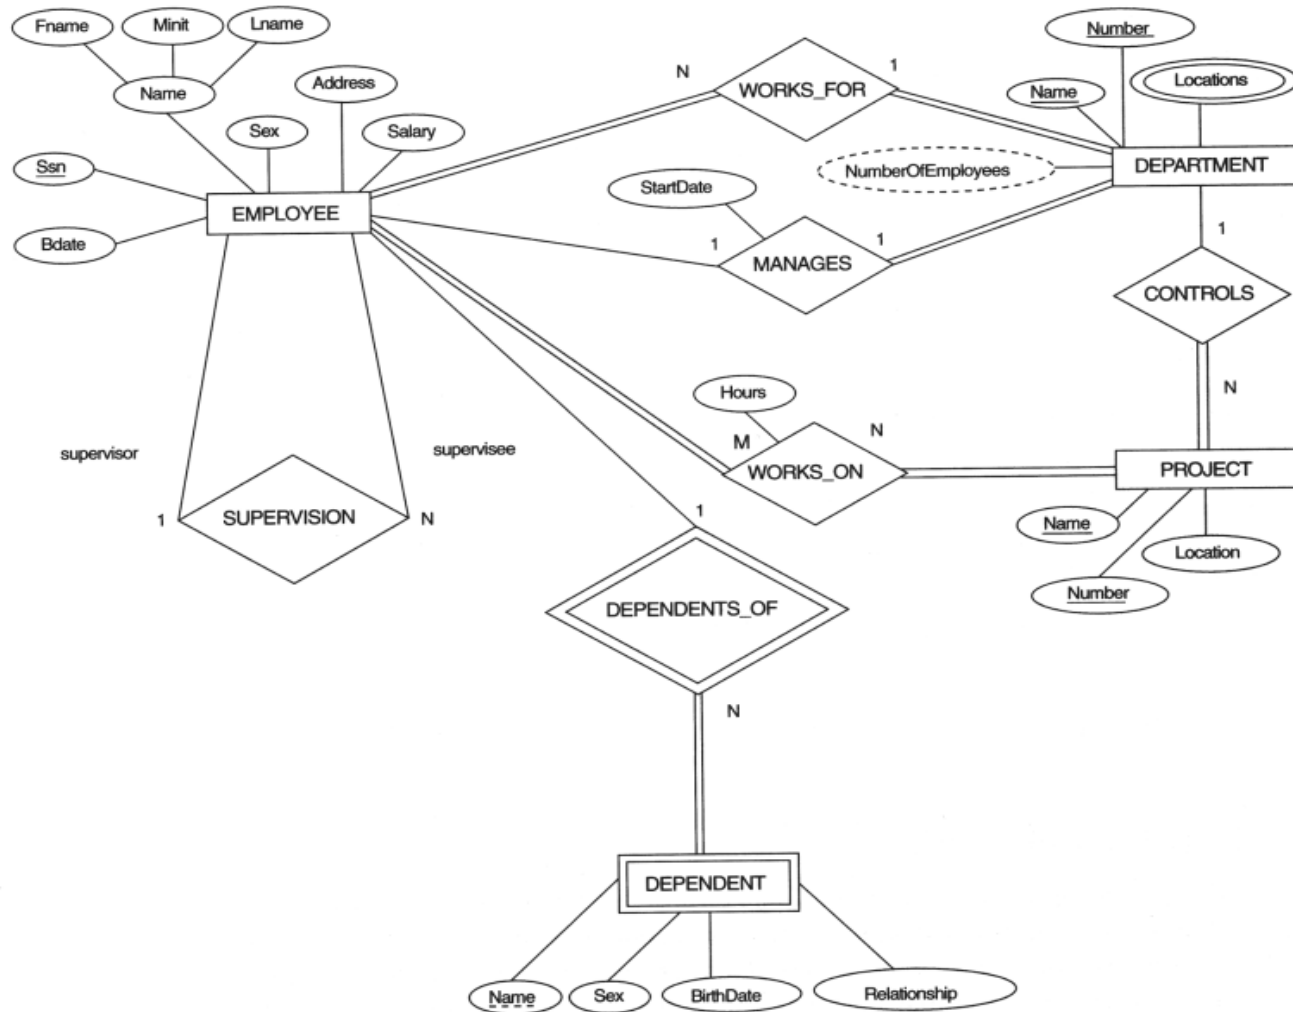 Fname
Minit
Lname
Name
Address
Sex
Salary
Ssn
Bdate
EMPLOYEE
N
WORKS_FOR
1
Number
Name
Locations
NumberOfEmployees
DEPARTMENT
StartDate
1
MANAGES
1
1
CONTROLS
N
Hours
M
N
WORKS_ON
PROJECT
Name
Number
Location
supervisor
supervisee
1
SUPERVISION
N
1
DEPENDENTS_OF
N
DEPENDENT
Name
Sex
BirthDate
Relationship